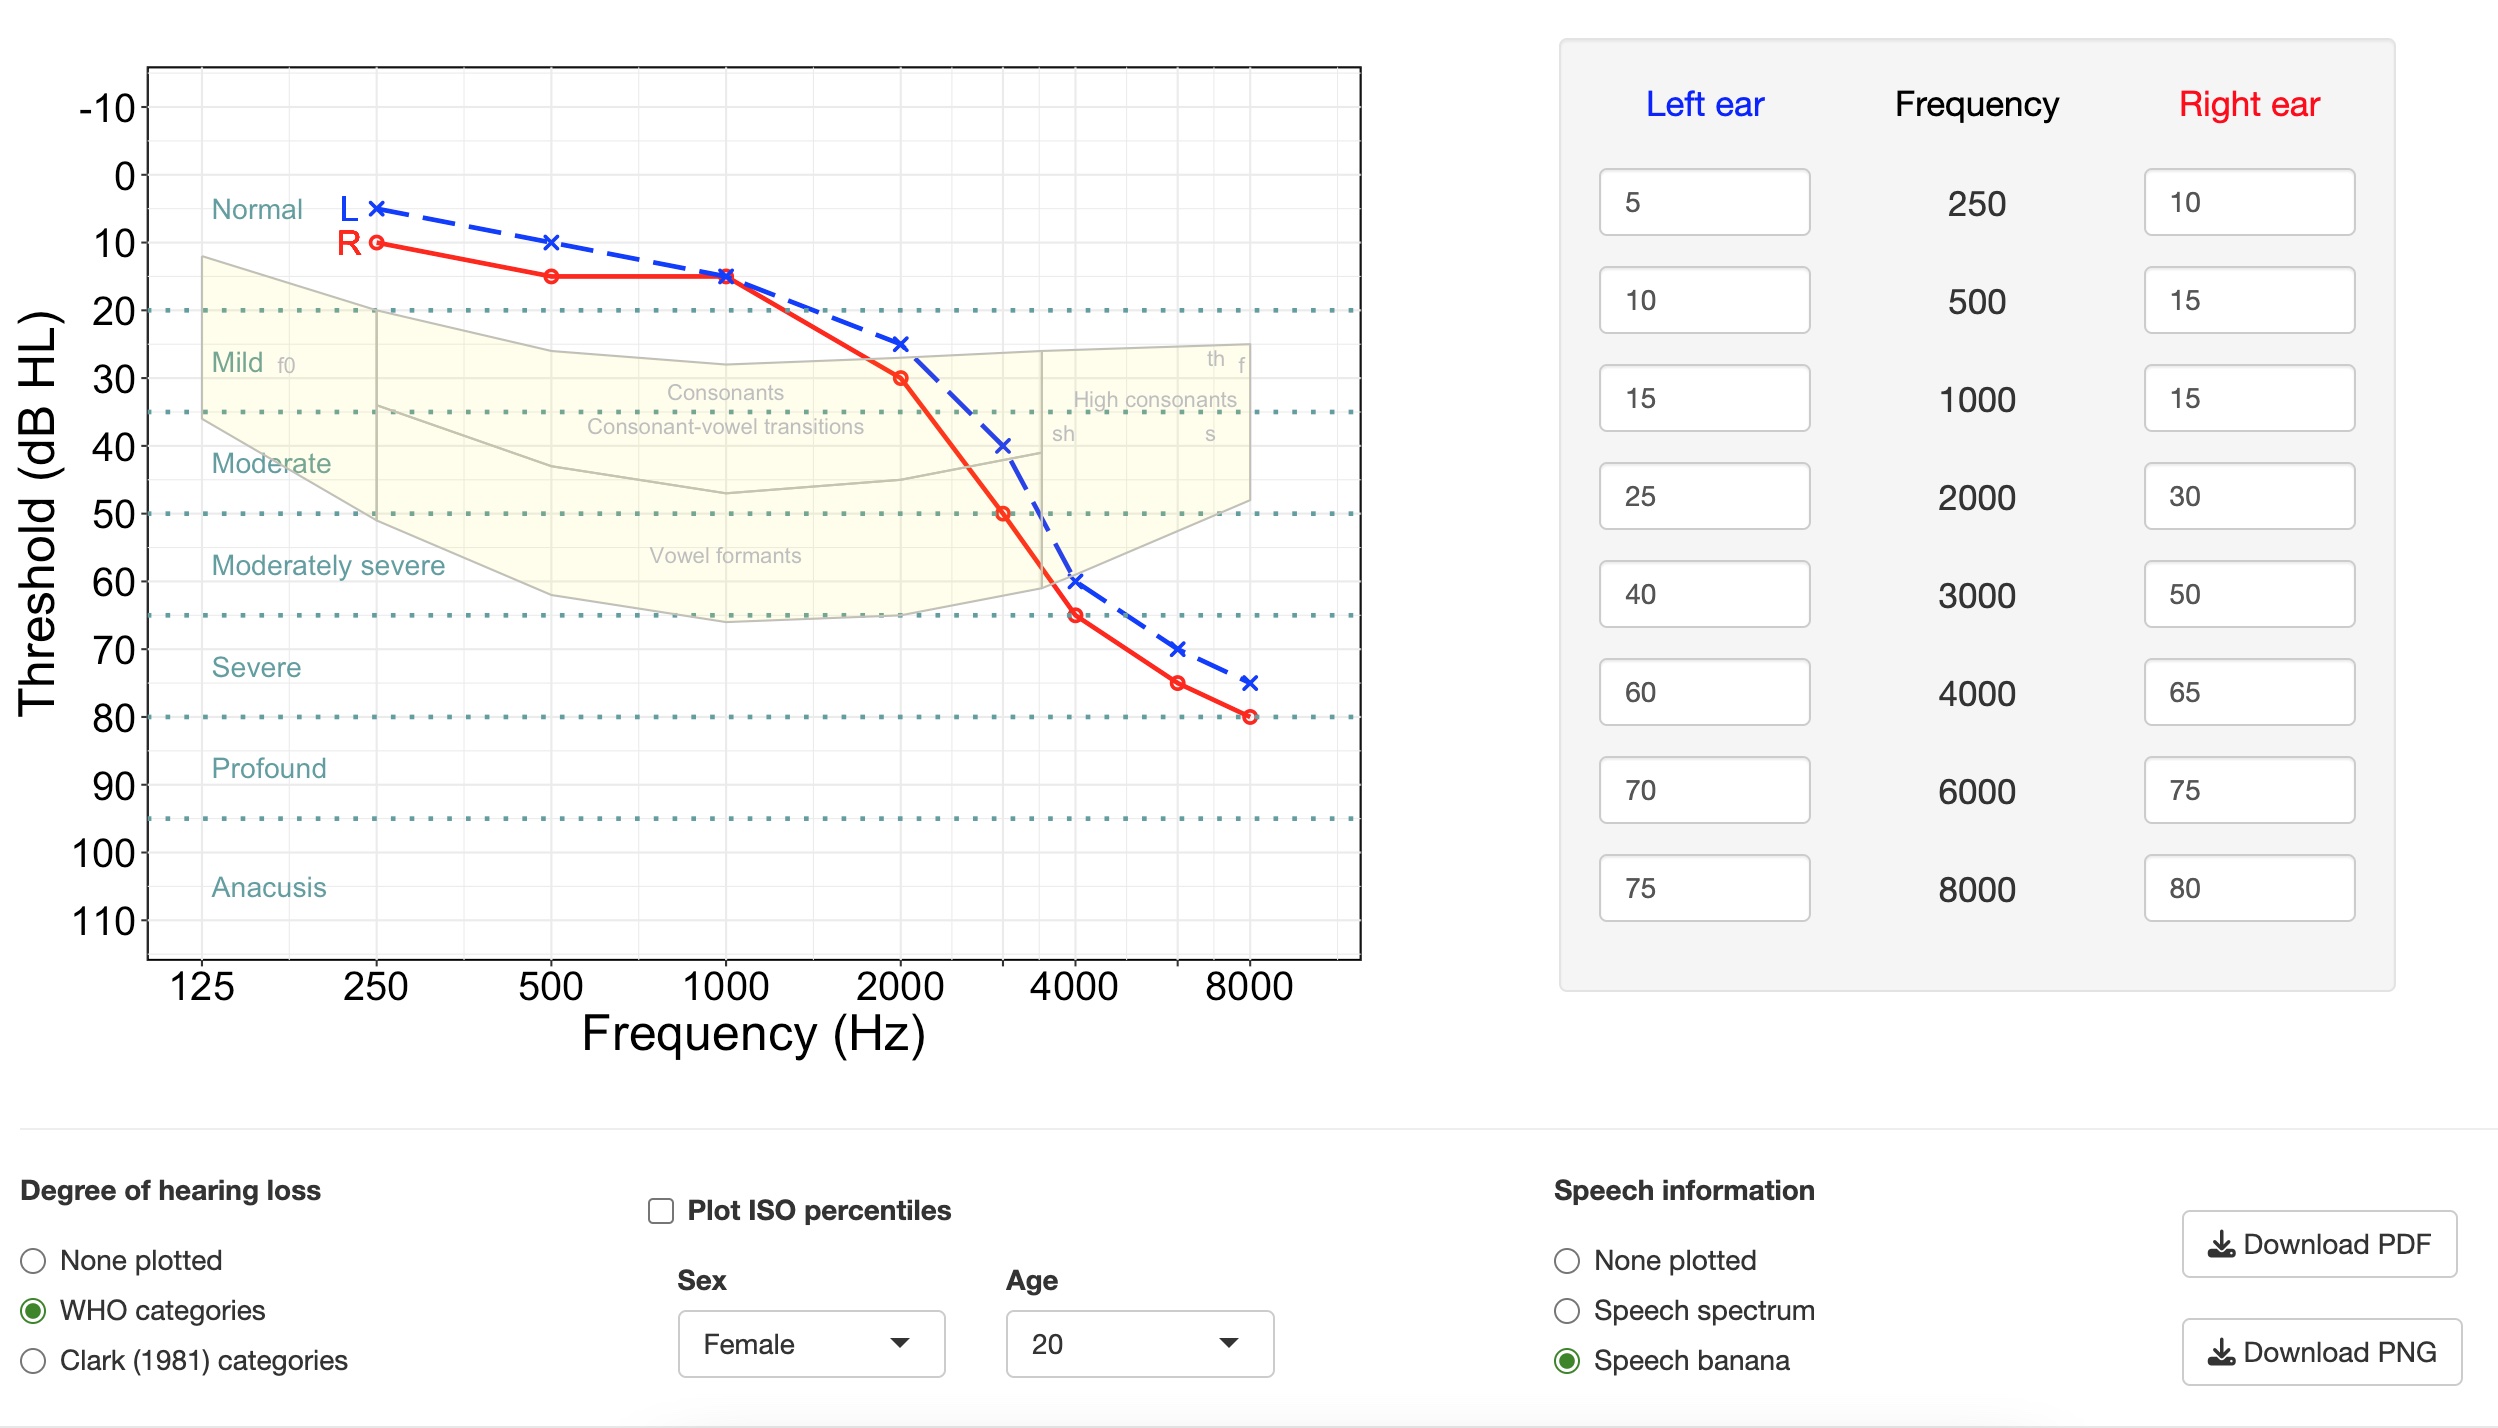 Threshold (dB HL)
-10
0
10
20
30
40
50
60
70
80
90
100
110
Normal
L
R
Mild f0
Consonants
Consonant-vowel transitions
th f
High consonants
sh s
Moderate
Vowel formants
Moderately severe
Severe
Profound
Anacusis
125 250 500 1000 2000 4000 8000
Frequency (Hz)
Left ear Frequency Right ear
5 250 10
10 500 15
15 1000 15
25 2000 30
40 3000 50
60 4000 65
70 6000 75
75 8000 80
Degree of hearing loss
None plotted
WHO categories
Clark (1981) categories
Plot ISO percentiles
Sex Age
Female 20
Speech information
None plotted
Speech spectrum
Speech banana
Download PDF
Download PNG